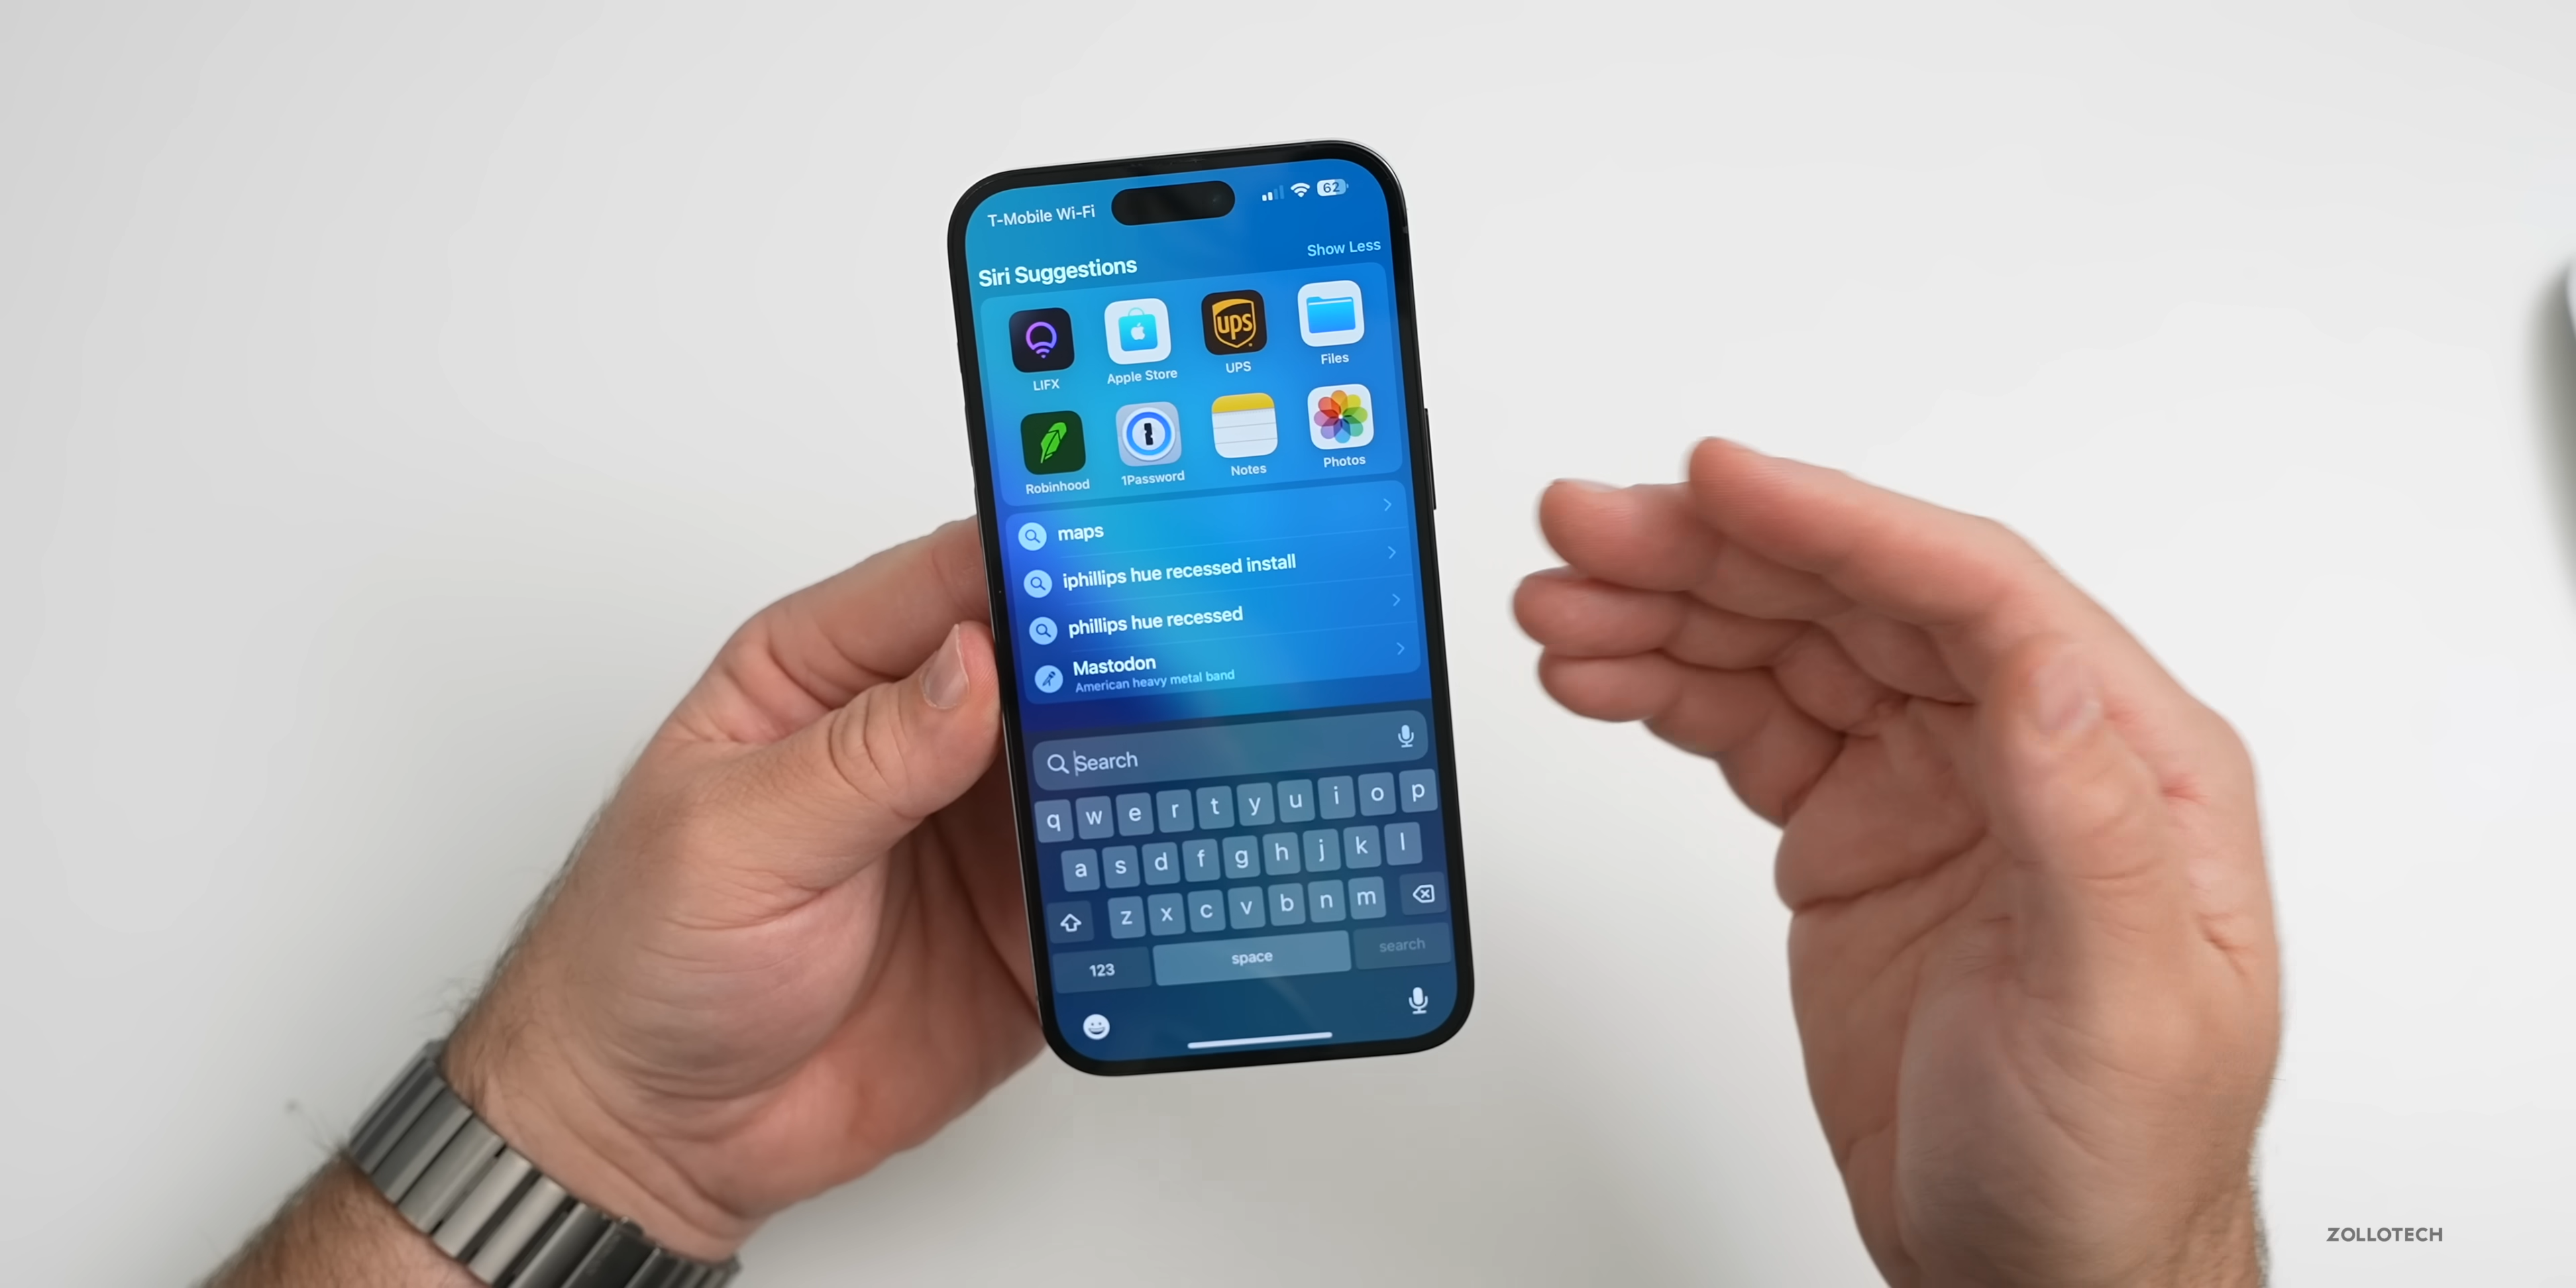 T-Mobile Wi-Fi 62
Siri Suggestions Show Less
ups
LIFX Apple Store UPS Files
Robinhood 1Password Notes Photos
maps
iphillips hue recessed install
phillips hue recessed
Mastodon
American heavy metal band
Search
q w e r t y u i o p
a s d f g h j k l
z x c v b n m
123 space search
ZOLLOTECH